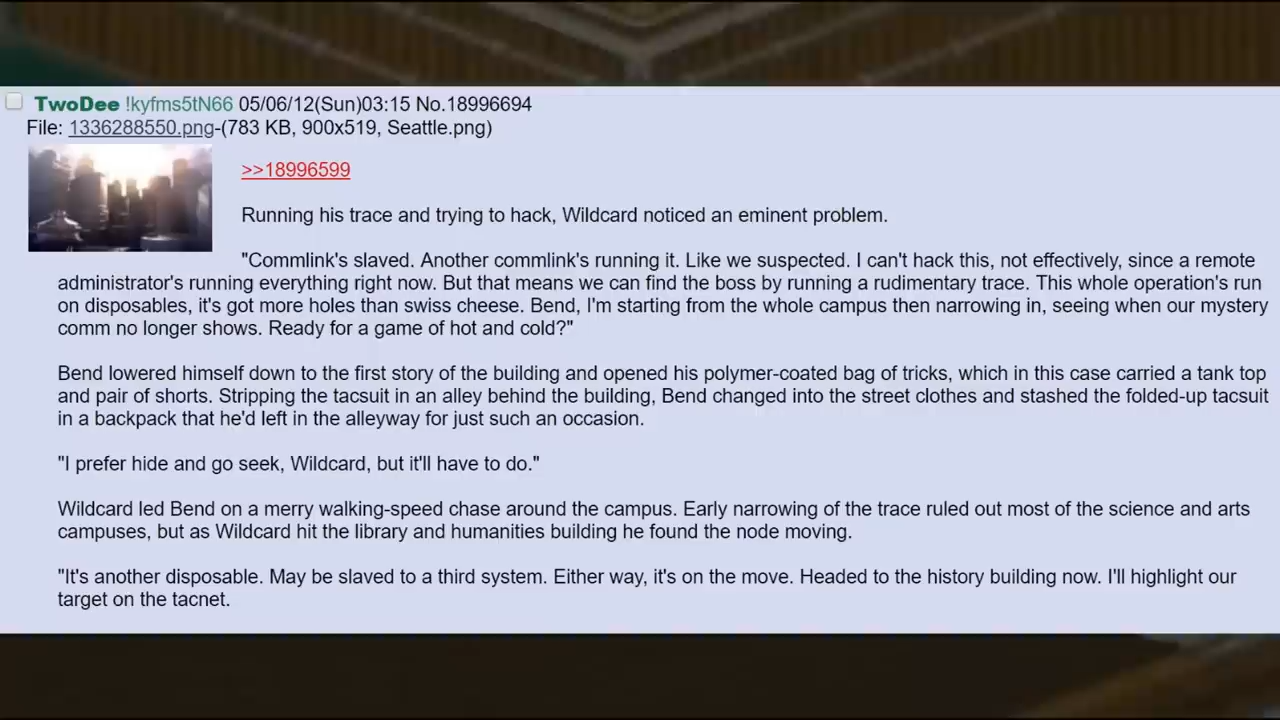 TwoDee !kyfms5tN66 05/06/12(Sun)03:15 No.18996694
File: 1336288550.png-(783 KB, 900x519, Seattle.png)
>>18996599
Running his trace and trying to hack, Wildcard noticed an eminent problem.
"Commlink's slaved. Another commlink's running it. Like we suspected. I can't hack this, not effectively, since a remote
administrator's running everything right now. But that means we can find the boss by running a rudimentary trace. This whole operation's run
on disposables, it's got more holes than swiss cheese. Bend, I'm starting from the whole campus then narrowing in, seeing when our mystery
comm no longer shows. Ready for a game of hot and cold?"
Bend lowered himself down to the first story of the building and opened his polymer-coated bag of tricks, which in this case carried a tank top
and pair of shorts. Stripping the tacsuit in an alley behind the building, Bend changed into the street clothes and stashed the folded-up tacsuit
in a backpack that he'd left in the alleyway for just such an occasion.
"I prefer hide and go seek, Wildcard, but it'll have to do."
Wildcard led Bend on a merry walking-speed chase around the campus. Early narrowing of the trace ruled out most of the science and arts
campuses, but as Wildcard hit the library and humanities building he found the node moving.
"It's another disposable. May be slaved to a third system. Either way, it's on the move. Headed to the history building now. I'll highlight our
target on the tacnet.